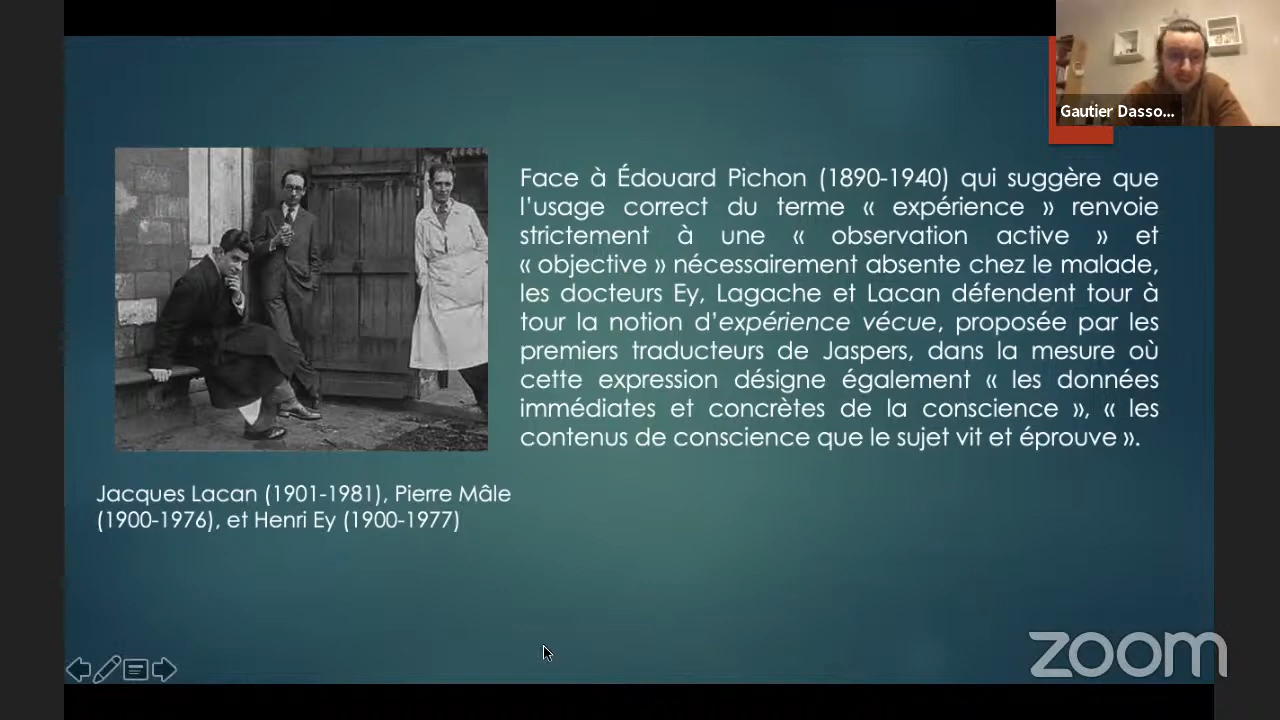 Gautier Dasso...
Face à Édouard Pichon (1890-1940) qui suggère que
l'usage correct du terme « expérience » renvoie
strictement à une « observation active » et
« objective » nécessairement absente chez le malade,
les docteurs Ey, Lagache et Lacan défendent tour à
tour la notion d'expérience vécue, proposée par les
premiers traducteurs de Jaspers, dans la mesure où
cette expression désigne également « les données
immédiates et concrètes de la conscience », « les
contenus de conscience que le sujet vit et éprouve ».
Jacques Lacan (1901-1981), Pierre Mâle
(1900-1976), et Henri Ey (1900-1977)
zoom